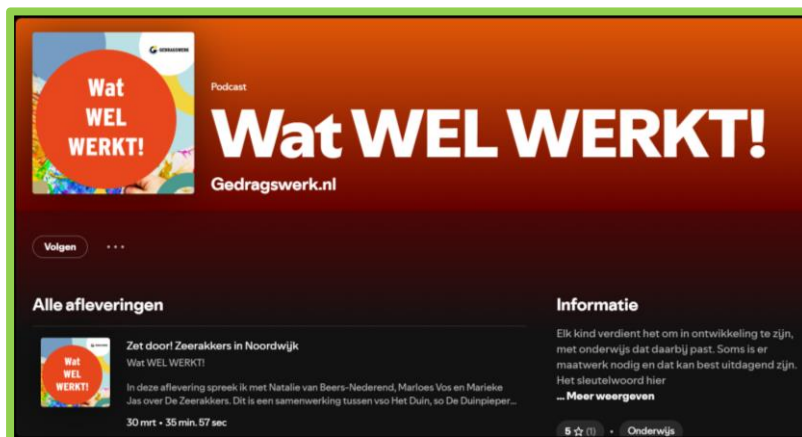 GEDRAGSWERK
Wat
WEL
WERKT!
Podcast
Wat WEL WERKT!
Gedragswerk.nl
Volgen
Alle afleveringen
Wat
WEL
WERKT!
Zet door! Zeerakkers in Noordwijk
Wat WEL WERKT!
In deze aflevering spreek ik met Natalie van Beers-Nederend, Marloes Vos en Marieke
Jas over De Zeerakkers. Dit is een samenwerking tussen vso Het Duin, so De Duinpieper...
30 mrt • 35 min. 57 sec
Informatie
Elk kind verdient het om in ontwikkeling te zijn,
met onderwijs dat daarbij past. Soms is er
maatwerk nodig en dat kan best uitdagend zijn.
Het sleutelwoord hier
... Meer weergeven
5 ☆ (1) • Onderwijs